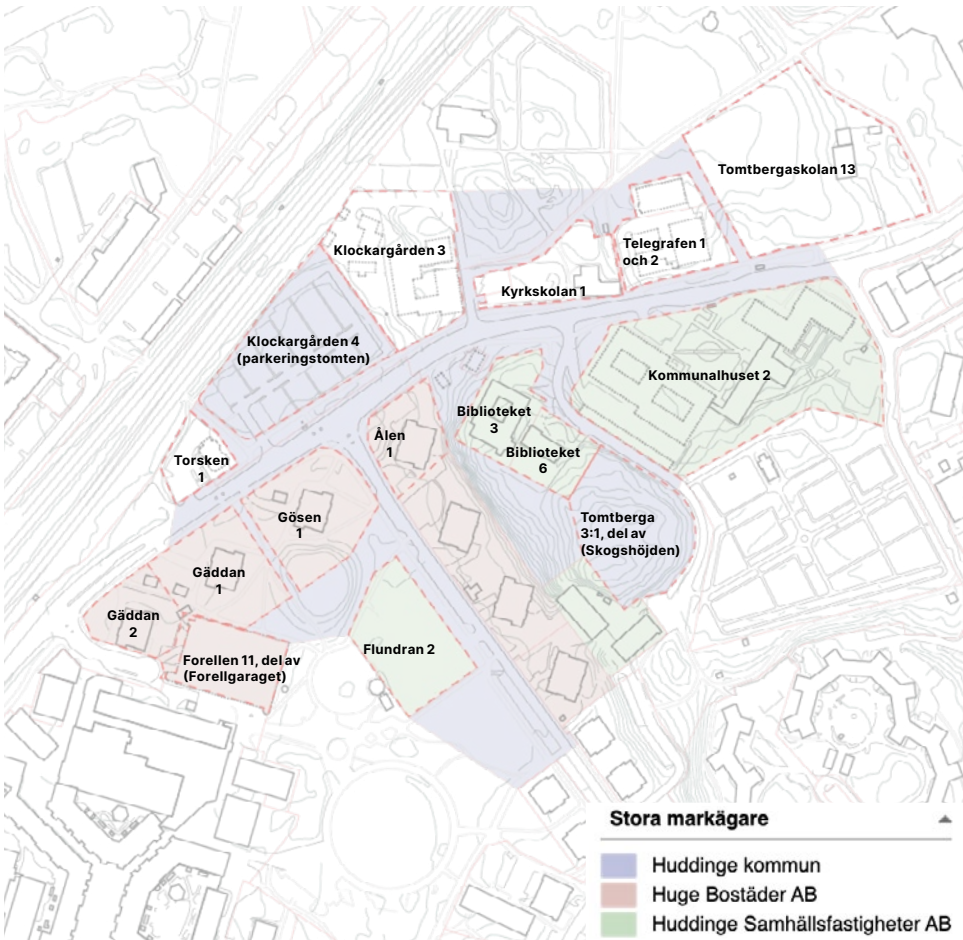 Tomtbergaskolan 13
Klockargården 3
Telegrafen 1
och 2
Kyrkskolan 1
Klockargården 4
(parkeringstomten)
Kommunalhuset 2
Biblioteket
3
Ålen
1
Biblioteket
6
Torsken
1
Gösen
1
Tomtberga
3:1, del av
(Skogshöjden)
Gäddan
1
Gäddan
2
Flundran 2
Forellen 11, del av
(Forellgaraget)
Stora markägare
Huddinge kommun
Huge Bostäder AB
Huddinge Samhällsfastigheter AB